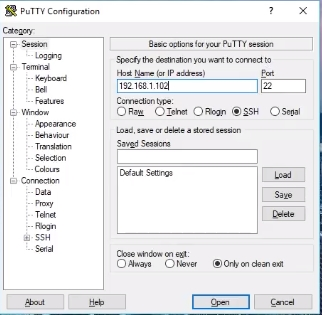 PuTTY Configuration
Category:
Session
Logging
Terminal
Keyboard
Bell
Features
Window
Appearance
Behaviour
Translation
Selection
Colours
Connection
Data
Proxy
Telnet
Rlogin
SSH
Serial
Basic options for your PuTTY session
Specify the destination you want to connect to
Host Name (or IP address) Port
192.168.1.102 22
Connection type:
Raw Telnet Rlogin SSH Serial
Load, save or delete a stored session
Saved Sessions
Default Settings
Load
Save
Delete
Close window on exit:
Always Never Only on clean exit
About Help Open Cancel